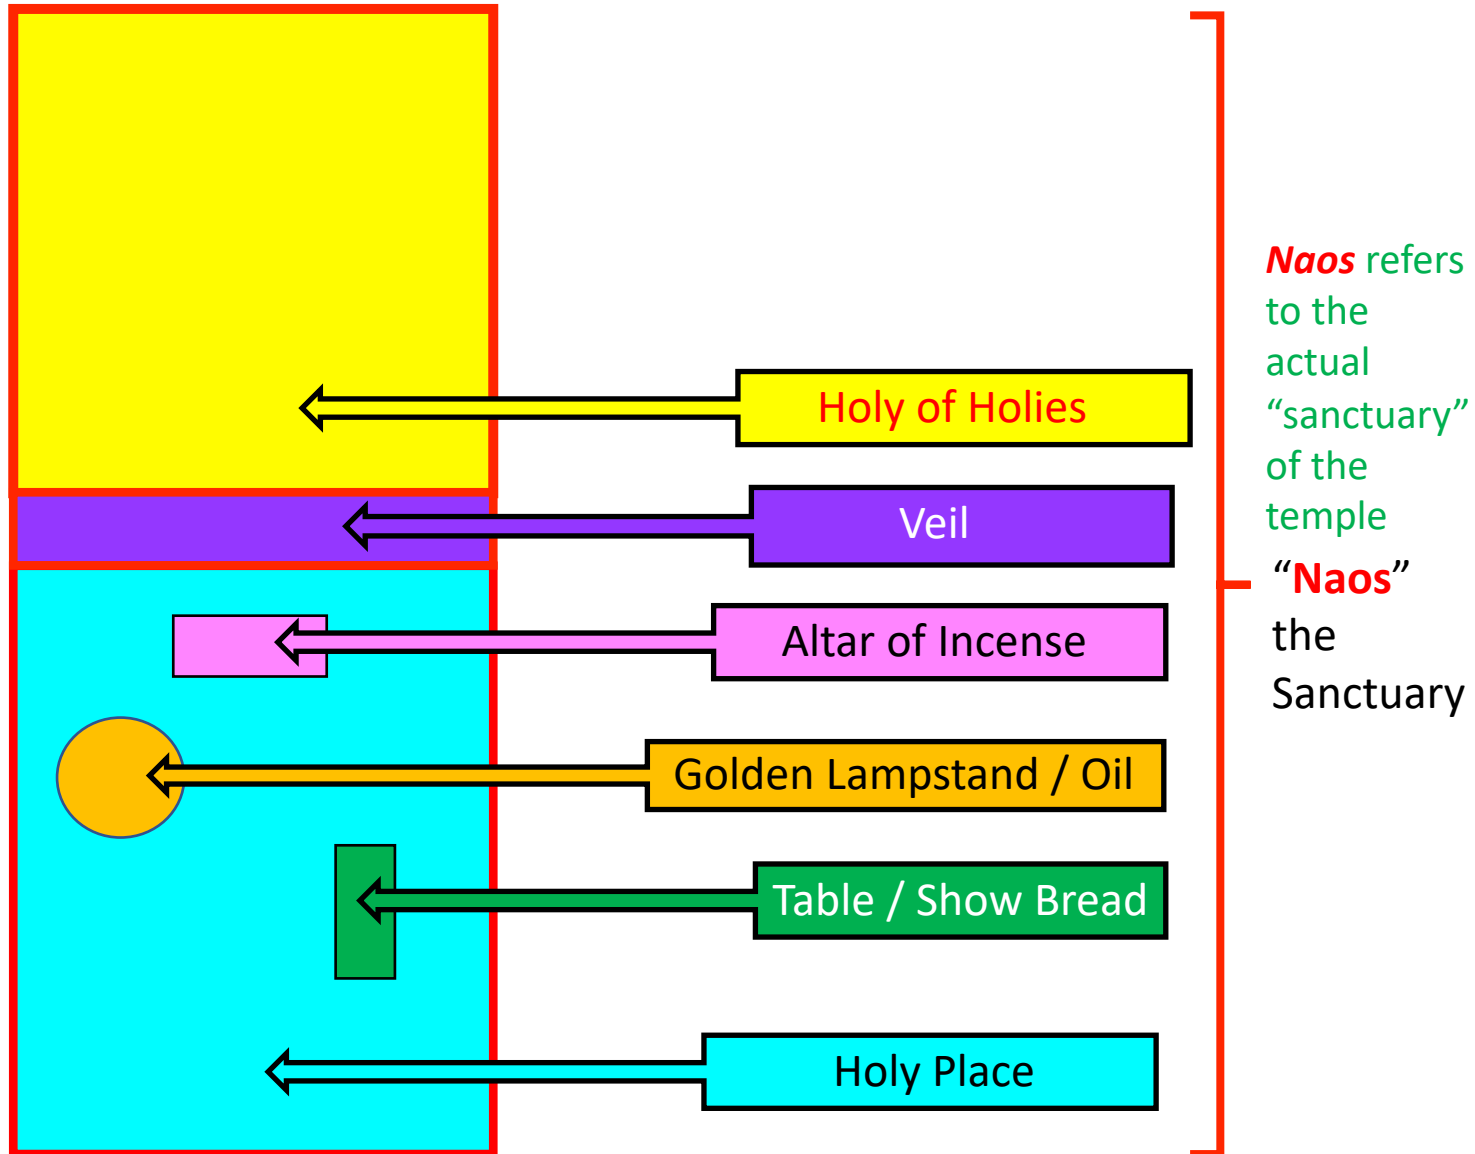 Holy of Holies
Veil
Altar of Incense
Golden Lampstand / Oil
Table / Show Bread
Holy Place
Naos refers
to the
actual
“sanctuary”
of the
temple
“Naos”
the
Sanctuary